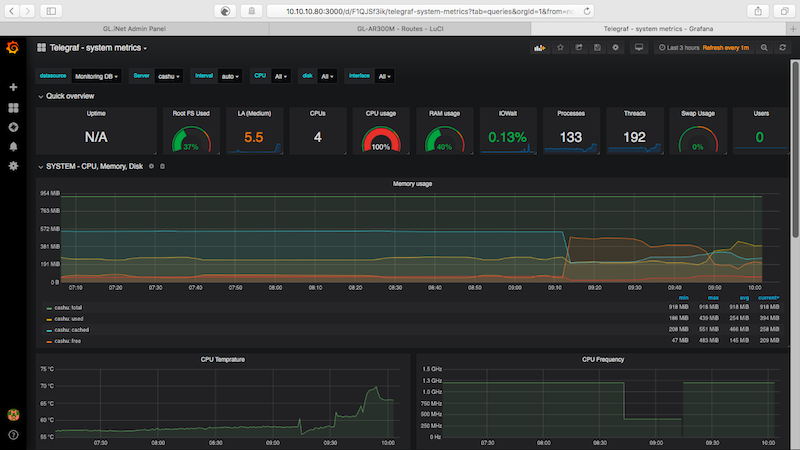 10.10.10.80:3000/d/F1QJSf3ik/telegraf-system-metrics?tab=queries&orgId=1&from=no
GL.iNet Admin Panel
GL-AR300M - Routes - LuCI
Telegraf - system metrics - Grafana
Telegraf - system metrics
Last 3 hours Refresh every 1m
datasource Monitoring DB Server cashu Interval auto CPU All disk All Interface All
Quick overview
Uptime Root FS Used LA (Medium) CPUs CPU usage RAM usage IOWait Processes Threads Swap Usage Users
N/A 37% 5.5 4 100% 40% 0.13% 133 192 0% 0
SYSTEM - CPU, Memory, Disk
Memory usage
954 MiB
763 MiB
572 MiB
381 MiB
191 MiB
0 B
07:10 07:20 07:30 07:40 07:50 08:00 08:10 08:20 08:30 08:40 08:50 09:00 09:10 09:20 09:30 09:40 09:50 10:00
min max avg current
cashu: total 918 MiB 918 MiB 918 MiB 918 MiB
cashu: used 186 MiB 439 MiB 254 MiB 394 MiB
cashu: cached 208 MiB 551 MiB 466 MiB 258 MiB
cashu: free 47 MiB 483 MiB 145 MiB 209 MiB
CPU Temprature
75 °C
70 °C
65 °C
60 °C
55 °C
07:30 08:00 08:30 09:00 09:30 10:00
CPU Frequency
1.5 GHz
1.3 GHz
1.0 GHz
750 MHz
500 MHz
250 MHz
0 Hz
07:30 08:00 08:30 09:00 09:30 10:00